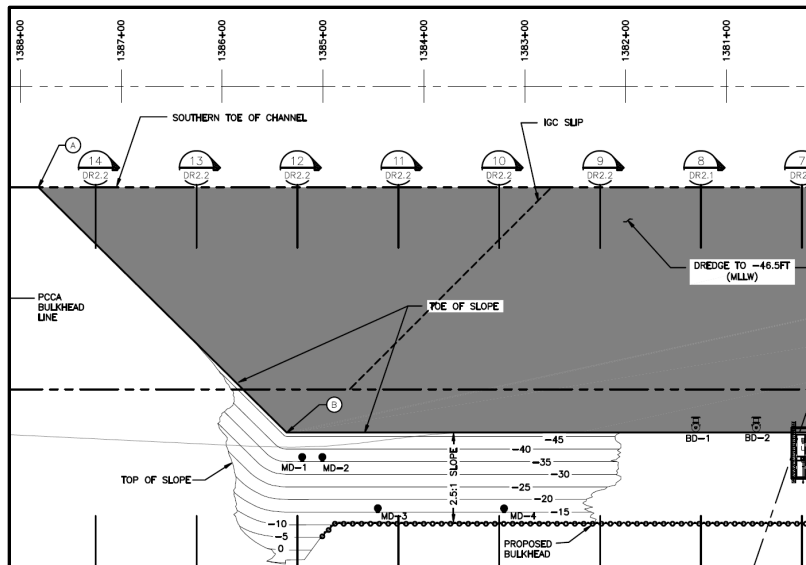 1388+00
1387+00
1386+00
1385+00
1384+00
1383+00
1382+00
1381+00
SOUTHERN TOE OF CHANNEL
IGC SLIP
A
14
DR2.2
13
DR2.2
12
DR2.2
11
DR2.2
10
DR2.2
9
DR2.2
8
DR2.1
7
DREDGE TO -46.5FT
(MLLW)
PCCA
BULKHEAD
LINE
TOE OF SLOPE
B
BD-1
BD-2
-45
-40
-35
-30
-25
-20
-15
2.5:1 SLOPE
MD-1
MD-2
TOP OF SLOPE
MD-3
MD-4
-10
-5
0
PROPOSED
BULKHEAD